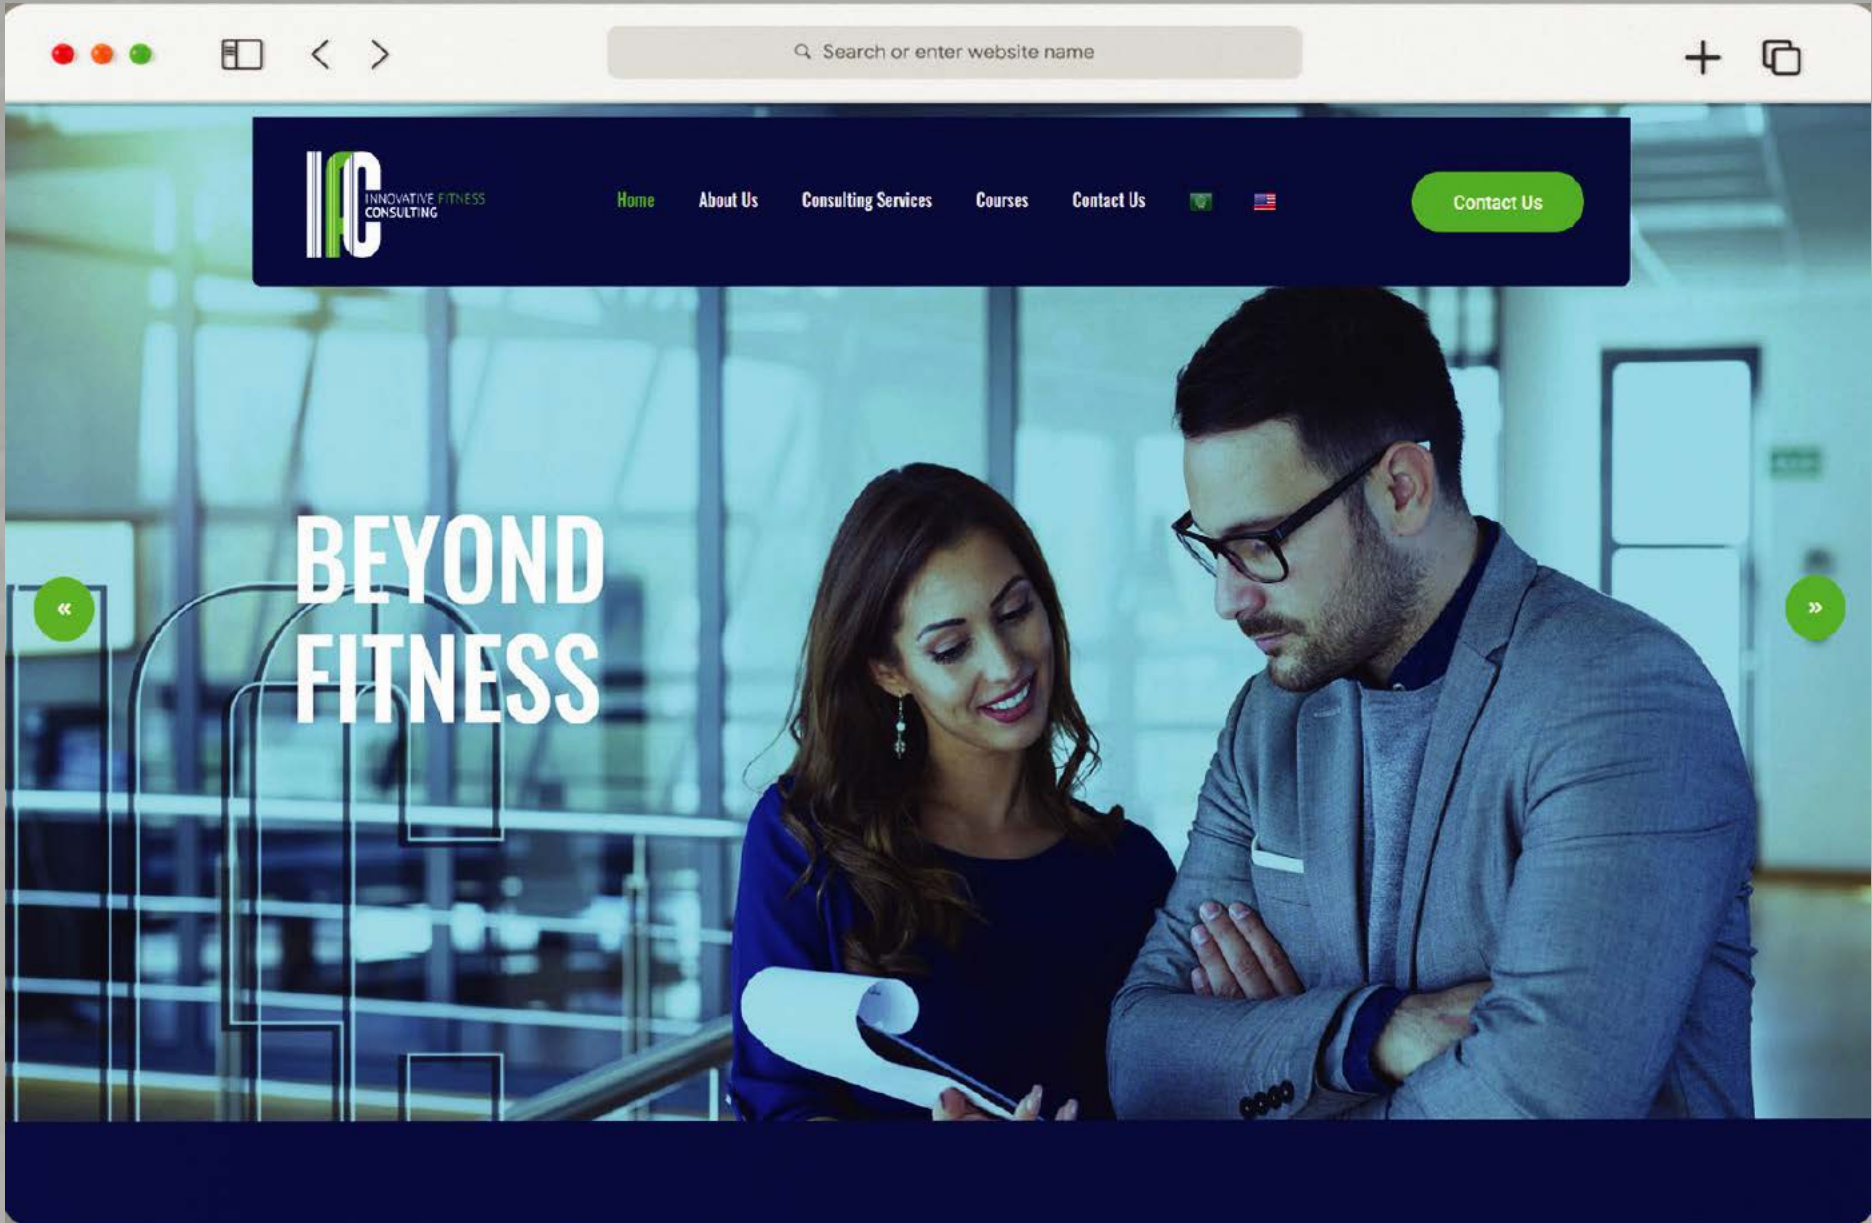 Search or enter website name
IFC
INNOVATIVE FITNESS
CONSULTING
Home
About Us
Consulting Services
Courses
Contact Us
Contact Us
BEYOND
FITNESS
«
»